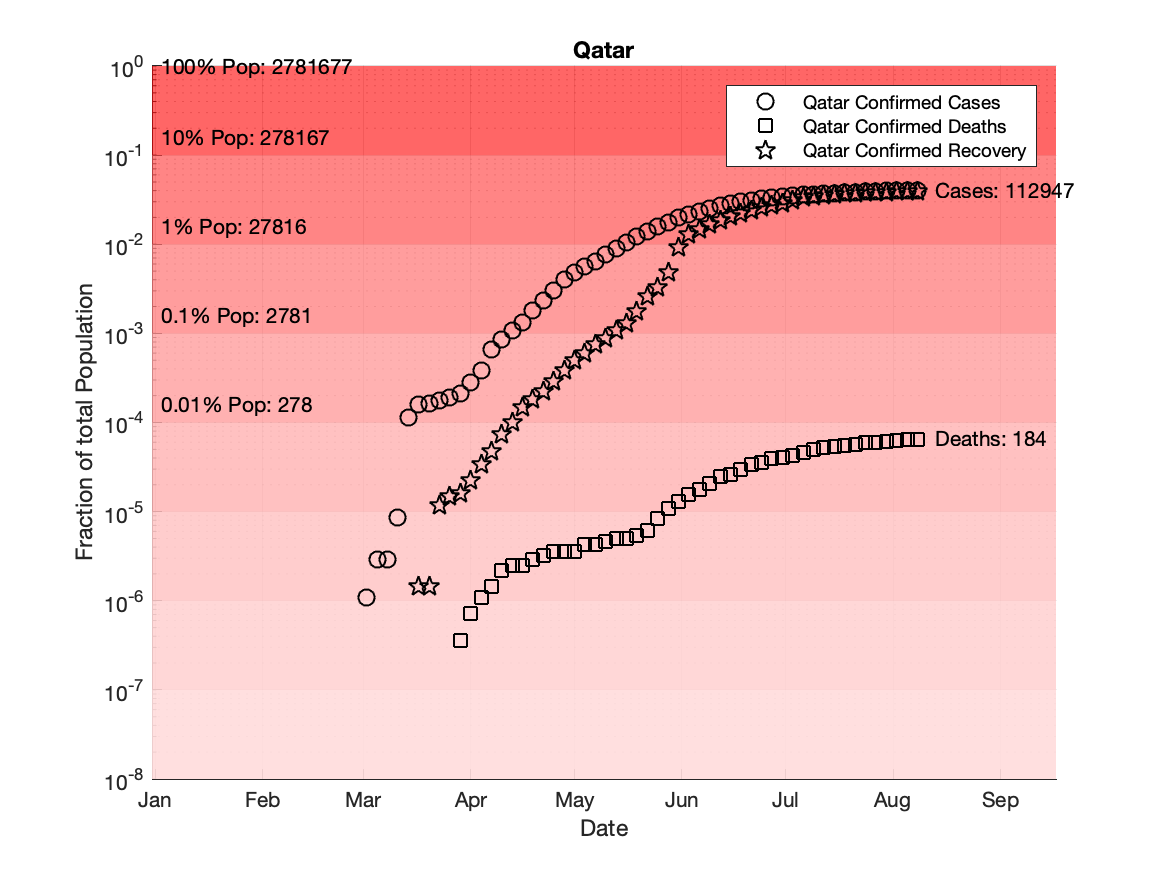 Qatar
10^0
100% Pop: 2781677
Qatar Confirmed Cases
Qatar Confirmed Deaths
Qatar Confirmed Recovery
10% Pop: 278167
10^-1
Cases: 112947
1% Pop: 27816
10^-2
0.1% Pop: 2781
10^-3
0.01% Pop: 278
10^-4
Deaths: 184
10^-5
10^-6
10^-7
10^-8
Fraction of total Population
Jan Feb Mar Apr May Jun Jul Aug Sep
Date